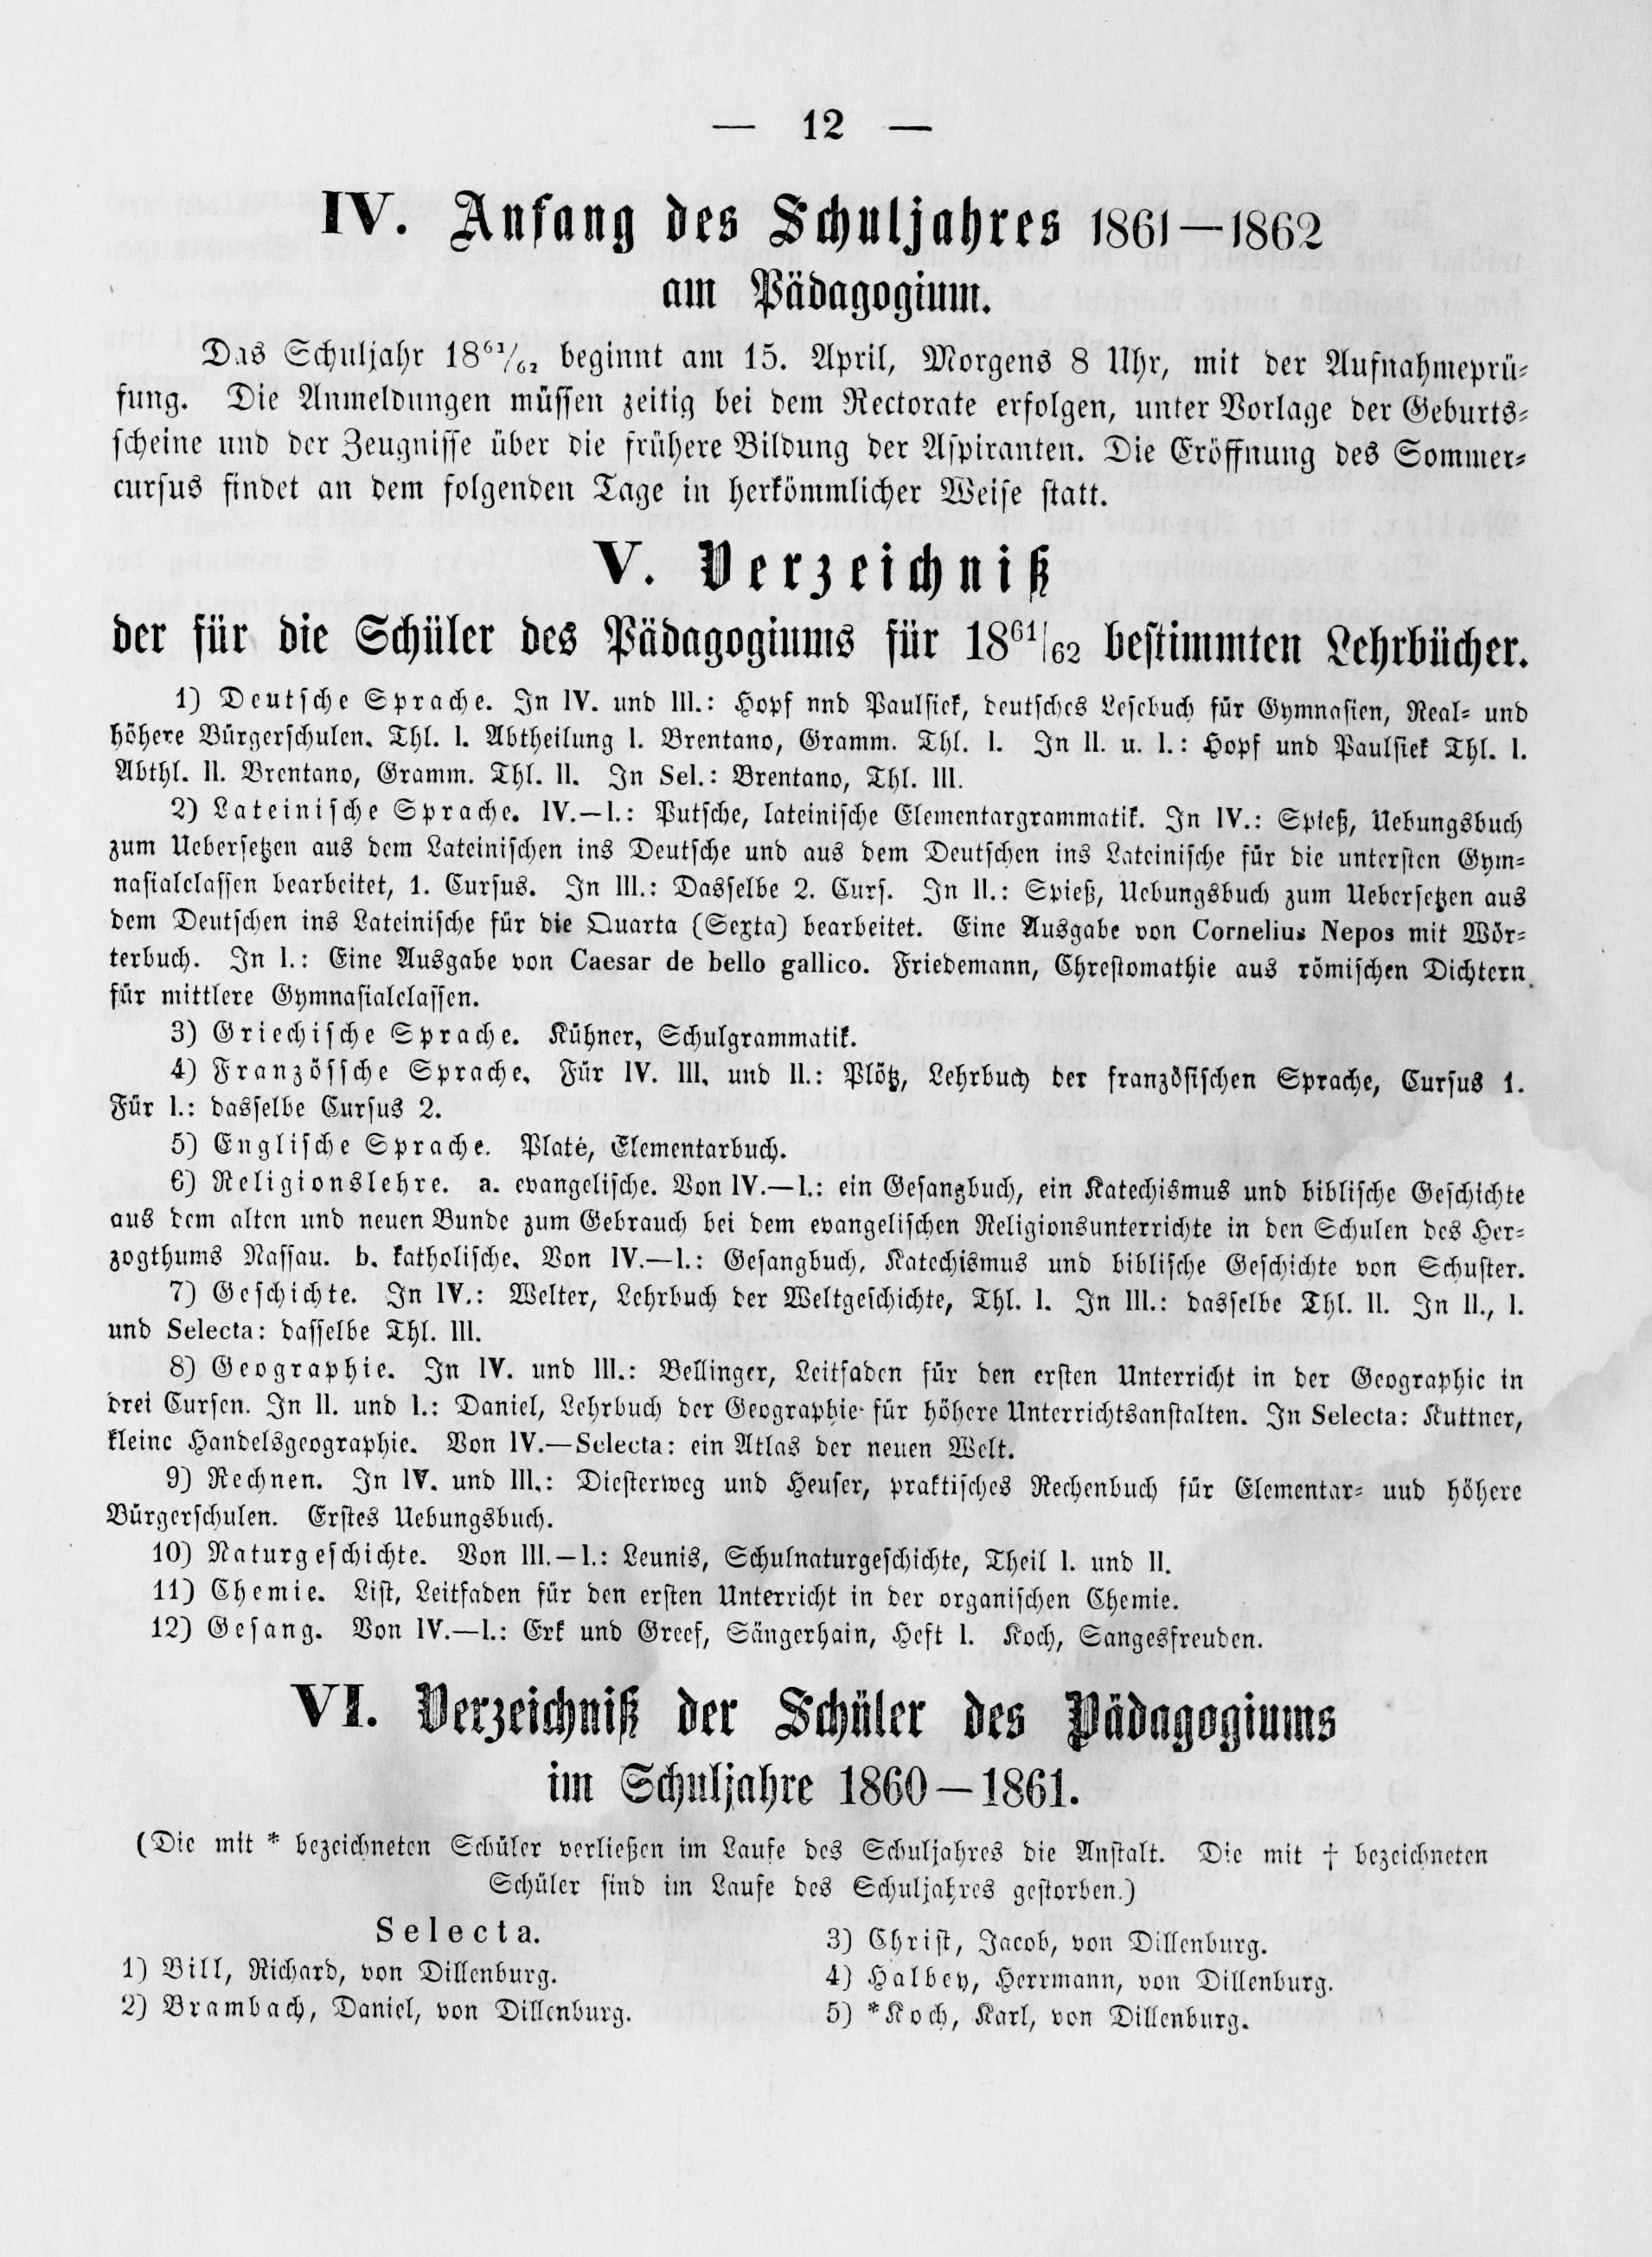 — 12 —
IV. Anfang des Schuljahres 1861—1862
am Pädagogium.
Das Schuljahr 18⁶¹/₆₂ beginnt am 15. April, Morgens 8 Uhr, mit der Aufnahmeprü-
fung. Die Anmeldungen müssen zeitig bei dem Rectorate erfolgen, unter Vorlage der Geburts-
scheine und der Zeugnisse über die frühere Bildung der Aspiranten. Die Eröffnung des Sommer-
cursus findet an dem folgenden Tage in herkömmlicher Weise statt.
V. Verzeichniß
der für die Schüler des Pädagogiums für 18⁶¹/₆₂ bestimmten Lehrbücher.
1) Deutsche Sprache. In IV. und III.: Hopf nnd Paulsiek, deutsches Lesebuch für Gymnasien, Real- und
höhere Bürgerschulen. Thl. I. Abtheilung I. Brentano, Gramm. Thl. I. In II. u. I.: Hopf und Paulsiek Thl. I.
Abthl. II. Brentano, Gramm. Thl. II. In Sel.: Brentano, Thl. III.
2) Lateinische Sprache. IV.—I.: Putsche, lateinische Elementargrammatik. In IV.: Spieß, Uebungsbuch
zum Uebersetzen aus dem Lateinischen ins Deutsche und aus dem Deutschen ins Lateinische für die untersten Gym-
nasialclassen bearbeitet, 1. Cursus. In III.: Dasselbe 2. Curs. In II.: Spieß, Uebungsbuch zum Uebersetzen aus
dem Deutschen ins Lateinische für die Quarta (Sexta) bearbeitet. Eine Ausgabe von Cornelius Nepos mit Wör-
terbuch. In I.: Eine Ausgabe von Caesar de bello gallico. Friedemann, Chrestomathie aus römischen Dichtern
für mittlere Gymnasialclassen.
3) Griechische Sprache. Kühner, Schulgrammatik.
4) Französsche Sprache. Für IV. III. und II.: Plötz, Lehrbuch der französischen Sprache, Cursus 1.
Für I.: dasselbe Cursus 2.
5) Englische Sprache. Platé, Elementarbuch.
6) Religionslehre. a. evangelische. Von IV.—I.: ein Gesangbuch, ein Katechismus und biblische Geschichte
aus dem alten und neuen Bunde zum Gebrauch bei dem evangelischen Religionsunterrichte in den Schulen des Her-
zogthums Nassau. b. katholische. Von IV.—I.: Gesangbuch, Katechismus und biblische Geschichte von Schuster.
7) Geschichte. In IV.: Welter, Lehrbuch der Weltgeschichte, Thl. I. In III.: dasselbe Thl. II. In II., I.
und Selecta: dasselbe Thl. III.
8) Geographie. In IV. und III.: Bellinger, Leitfaden für den ersten Unterricht in der Geographie in
drei Cursen. In II. und I.: Daniel, Lehrbuch der Geographie für höhere Unterrichtsanstalten. In Selecta: Kuttner,
kleine Handelsgeographie. Von IV.—Selecta: ein Atlas der neuen Welt.
9) Rechnen. In IV. und III.: Diesterweg und Heuser, praktisches Rechenbuch für Elementar- und höhere
Bürgerschulen. Erstes Uebungsbuch.
10) Naturgeschichte. Von III.—I.: Leunis, Schulnaturgeschichte, Theil I. und II.
11) Chemie. List, Leitfaden für den ersten Unterricht in der organischen Chemie.
12) Gesang. Von IV.—I.: Erk und Greef, Sängerhain, Heft I. Koch, Sangesfreuden.
VI. Verzeichniß der Schüler des Pädagogiums
im Schuljahre 1860—1861.
(Die mit * bezeichneten Schüler verließen im Laufe des Schuljahres die Anstalt. Die mit † bezeichneten
Schüler sind im Laufe des Schuljahres gestorben.)
Selecta.
1) Bill, Richard, von Dillenburg.
2) Brambach, Daniel, von Dillenburg.
3) Christ, Jacob, von Dillenburg.
4) Halbey, Herrmann, von Dillenburg.
5) *Koch, Karl, von Dillenburg.